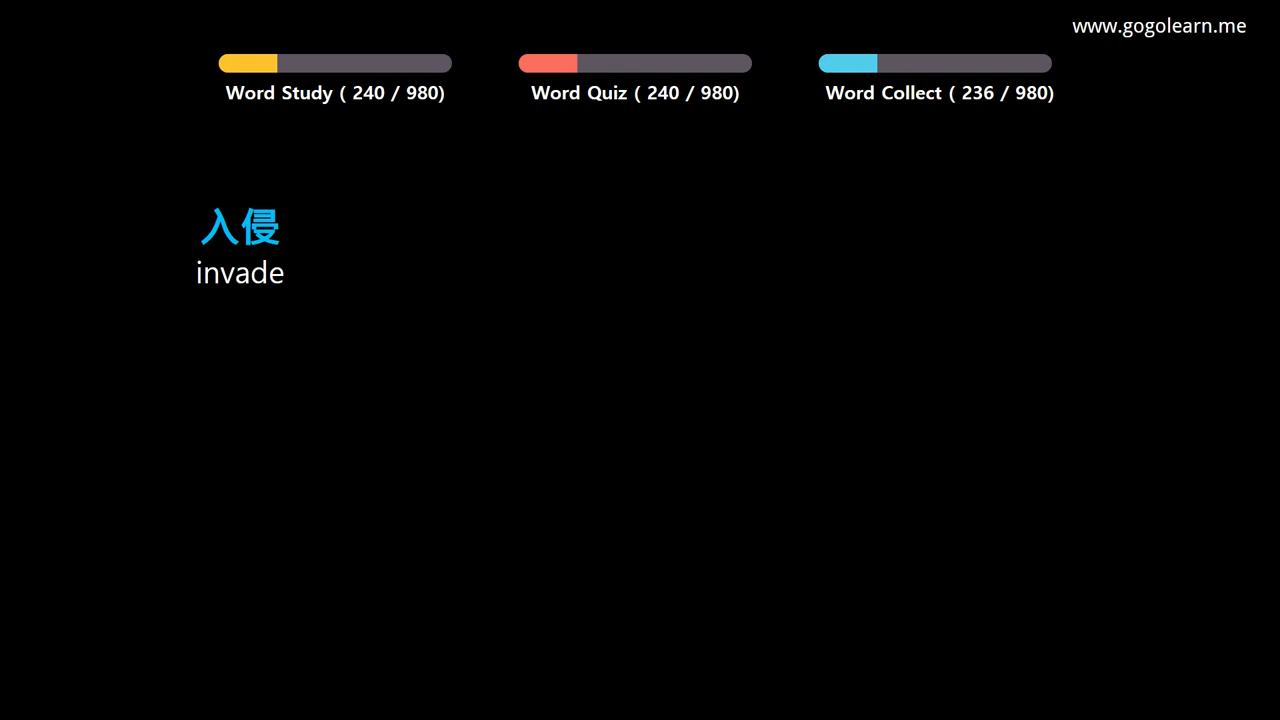 www.gogolearn.me
Word Study ( 240 / 980)
Word Quiz ( 240 / 980)
Word Collect ( 236 / 980)
入侵
invade